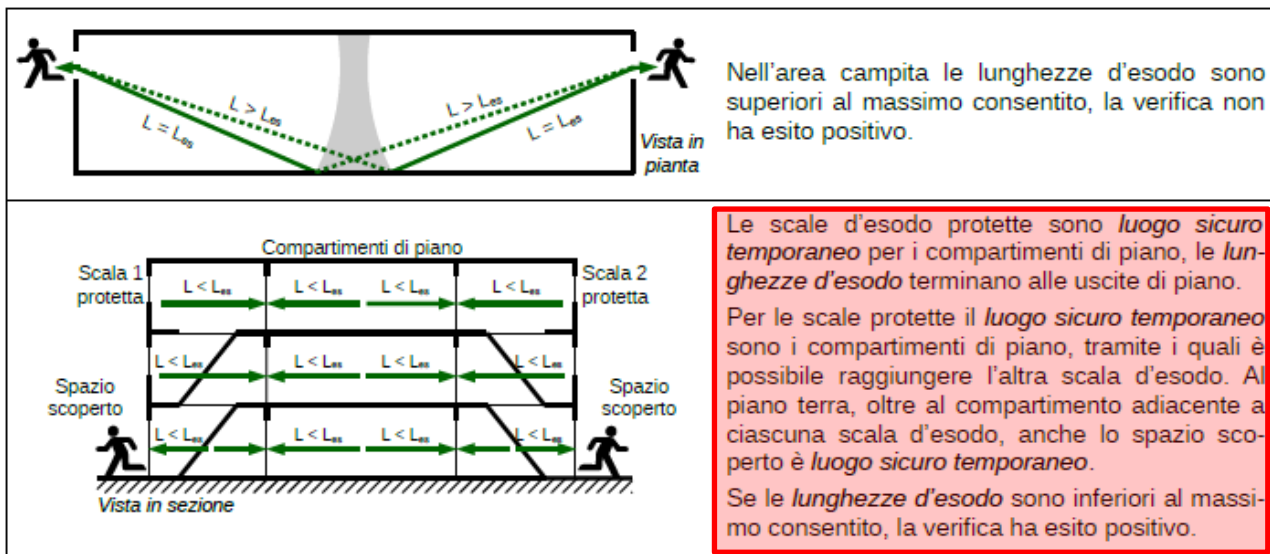 L > Les
L > Les
L = Les
L = Les
Vista in
pianta
Nell'area campita le lunghezze d'esodo sono
superiori al massimo consentito, la verifica non
ha esito positivo.
Compartimenti di piano
Scala 1
protetta
L < Les
L < Les
L < Les
L < Les
Scala 2
protetta
L < Les
L < Les
L < Les
L < Les
Spazio
scoperto
Spazio
scoperto
L < Les
L < Les
L < Les
L < Les
Vista in sezione
Le scale d'esodo protette sono luogo sicuro
temporaneo per i compartimenti di piano, le lun-
ghezze d'esodo terminano alle uscite di piano.
Per le scale protette il luogo sicuro temporaneo
sono i compartimenti di piano, tramite i quali è
possibile raggiungere l'altra scala d'esodo. Al
piano terra, oltre al compartimento adiacente a
ciascuna scala d'esodo, anche lo spazio sco-
perto è luogo sicuro temporaneo.
Se le lunghezze d'esodo sono inferiori al massi-
mo consentito, la verifica ha esito positivo.